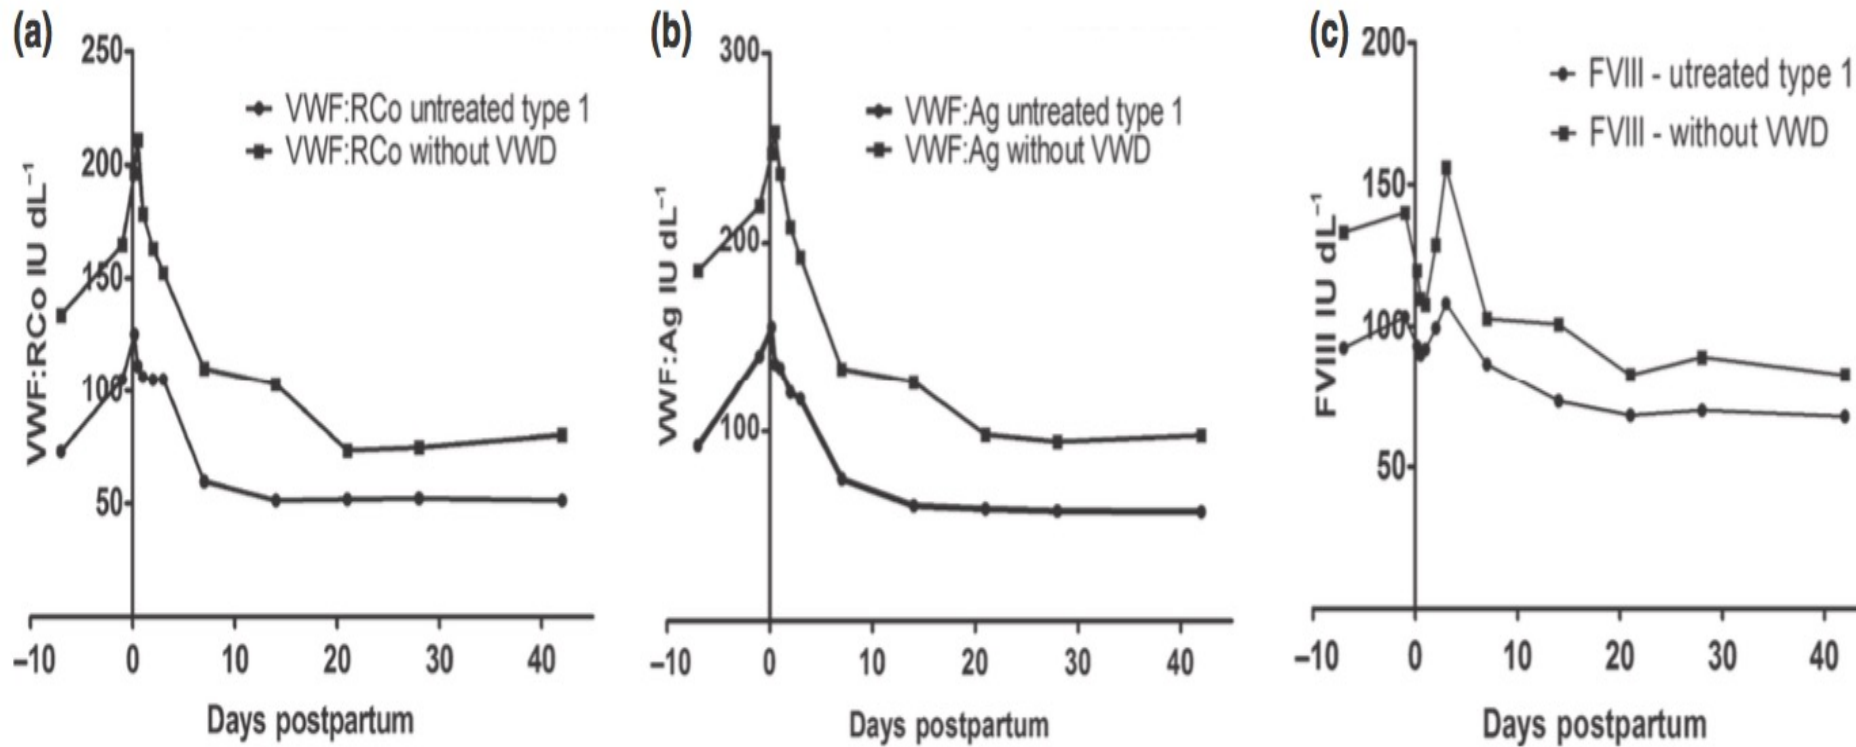 (a)
250
200
150
100
50
VWF:RCo IU dL⁻¹
VWF:RCo untreated type 1
VWF:RCo without VWD
–10 0 10 20 30 40
Days postpartum
(b)
300
200
100
VWF:Ag IU dL⁻¹
VWF:Ag untreated type 1
VWF:Ag without VWD
–10 0 10 20 30 40
Days postpartum
(c)
200
150
100
50
FVIII IU dL⁻¹
FVIII - utreated type 1
FVIII - without VWD
–10 0 10 20 30 40
Days postpartum